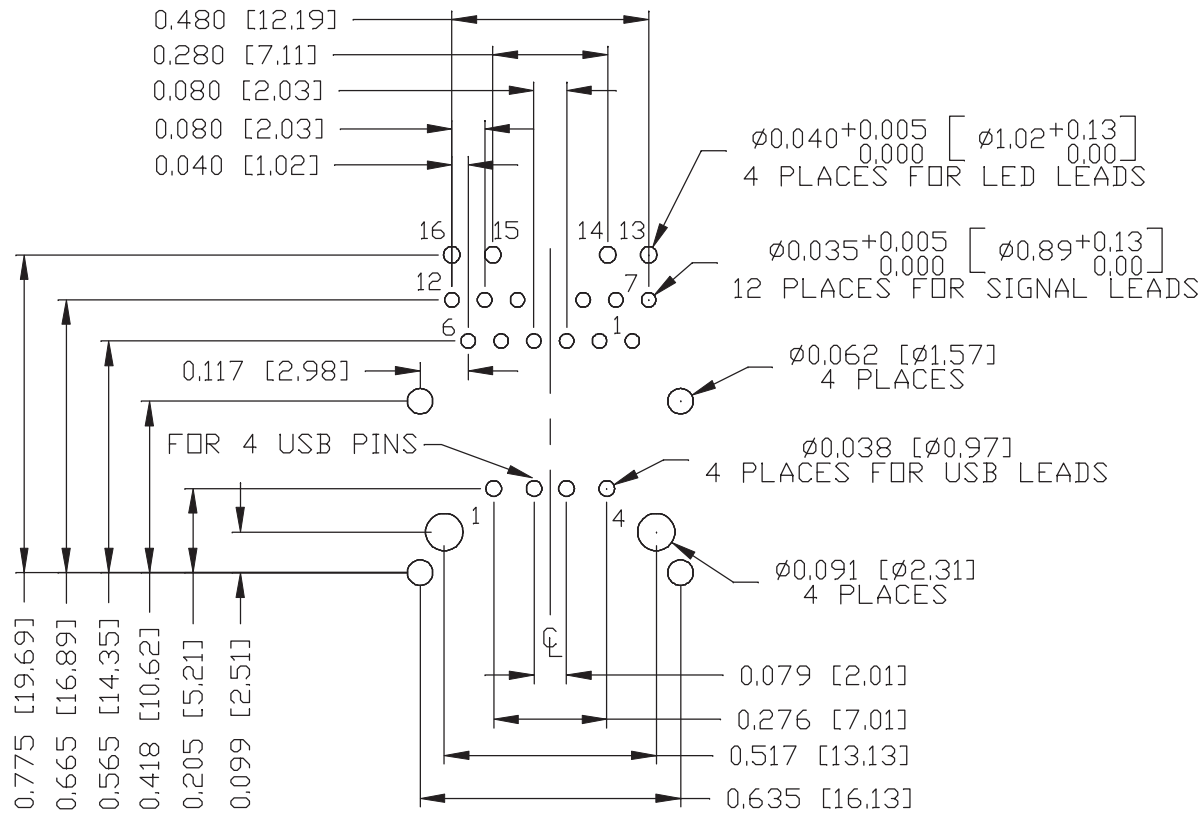 0,480 [12,19]
0,280 [7,11]
0,080 [2,03]
0,080 [2,03]
0,040 [1,02]
ø0,040+0,005 [ ø1,02+0,13 ]
0,000 0,00
4 PLACES FOR LED LEADS
16 15 14 13
ø0,035+0,005 [ ø0,89+0,13 ]
0,000 0,00
12 PLACES FOR SIGNAL LEADS
12 7
6 1
0,117 [2,98]
ø0,062 [ø1,57]
4 PLACES
FOR 4 USB PINS
ø0,038 [ø0,97]
4 PLACES FOR USB LEADS
1 4
ø0,091 [ø2,31]
4 PLACES
0,775 [19,69]
0,665 [16,89]
0,565 [14,35]
0,418 [10,62]
0,205 [5,21]
0,099 [2,51]
℄
0,079 [2,01]
0,276 [7,01]
0,517 [13,13]
0,635 [16,13]